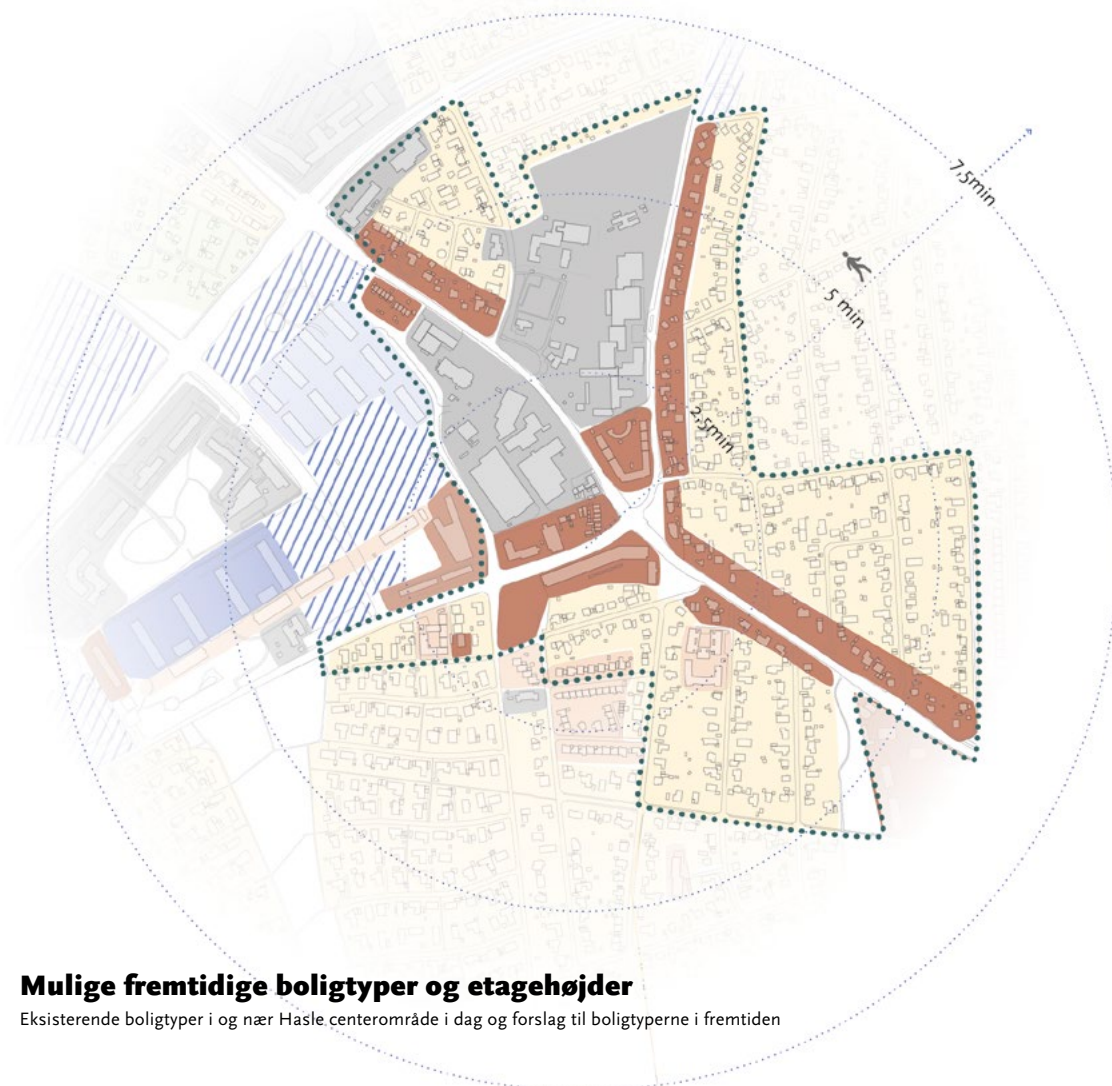 7,5min
5 min
2,5min
Mulige fremtidige boligtyper og etagehøjder
Eksisterende boligtyper i og nær Hasle centerområde i dag og forslag til boligtyperne i fremtiden